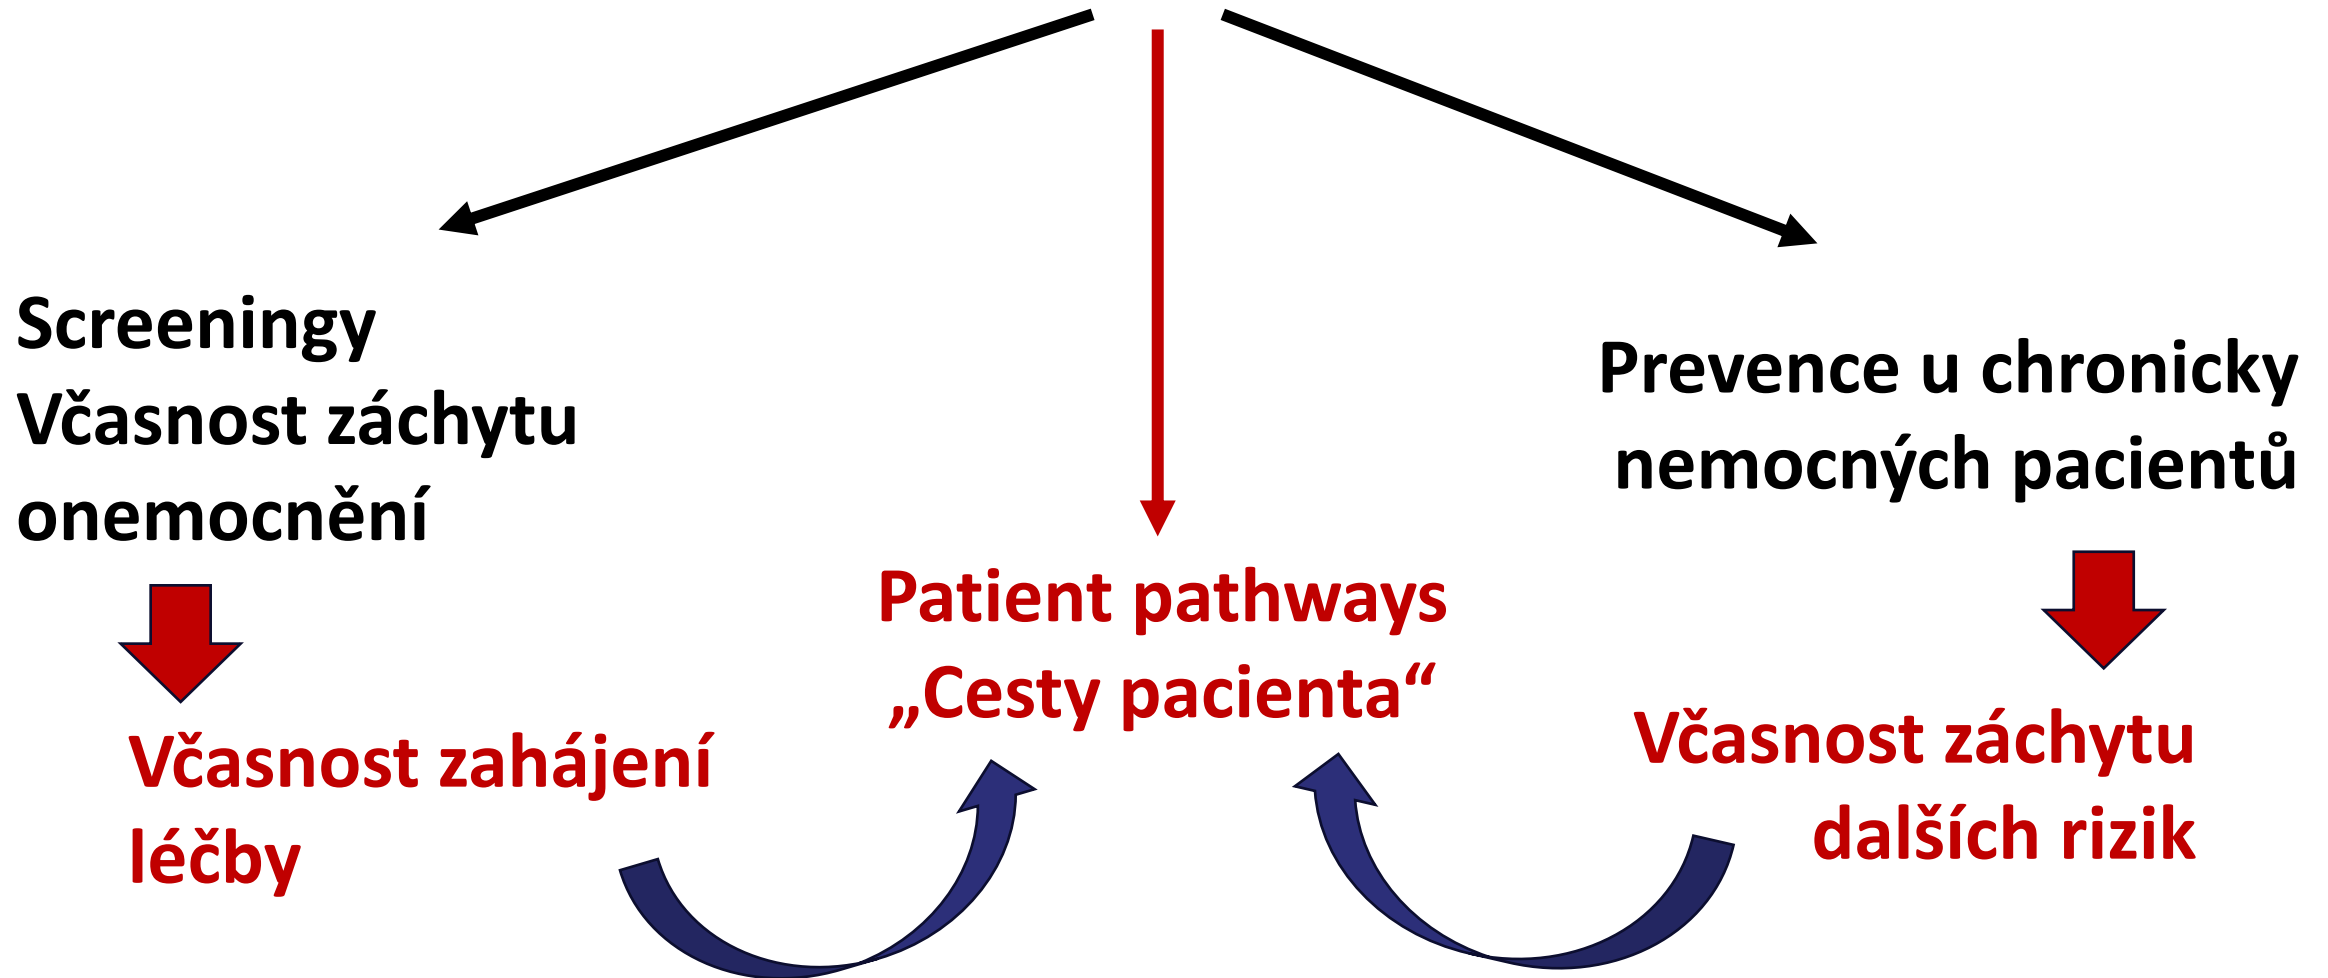 Screeningy
Včasnost záchytu
onemocnění
Včasnost zahájení
léčby
Patient pathways
„Cesty pacienta“
Prevence u chronicky
nemocných pacientů
Včasnost záchytu
dalších rizik